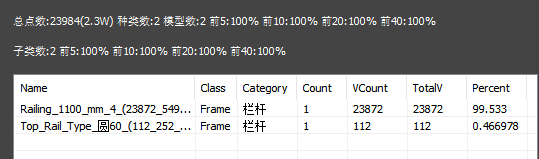 总点数:23984(2.3W) 种类数:2 模型数:2 前5:100% 前10:100% 前20:100% 前40:100%
子类数:2 前5:100% 前10:100% 前20:100% 前40:100%
Name Class Category Count VCount TotalV Percent
Railing_1100_mm_4_(23872_549... Frame 栏杆 1 23872 23872 99.533
Top_Rail_Type_圆60_(112_252_... Frame 栏杆 1 112 112 0.466978